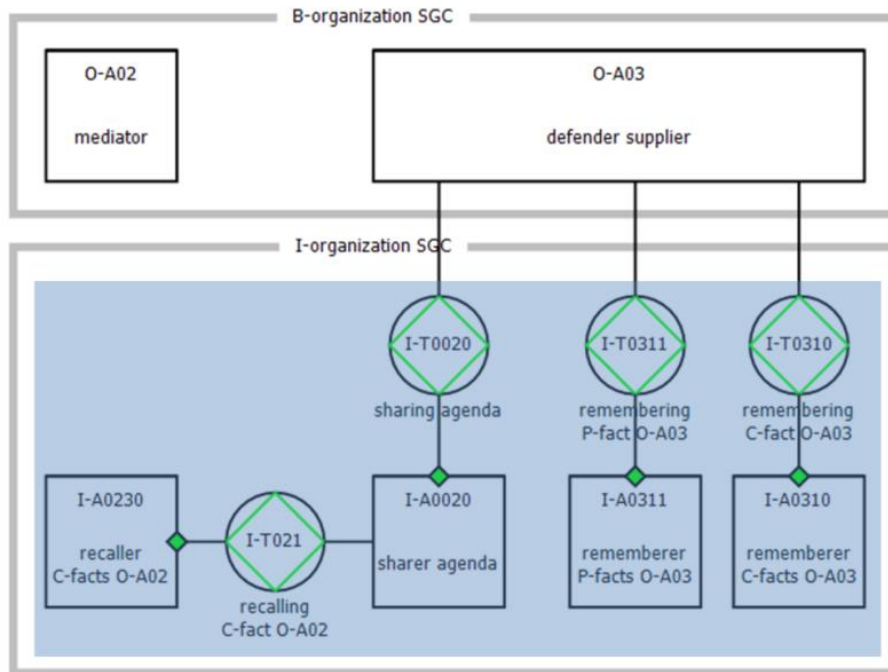 B-organization SGC
O-A02
mediator
O-A03
defender supplier
I-organization SGC
I-T0020
sharing agenda
I-T0311
remembering
P-fact O-A03
I-T0310
remembering
C-fact O-A03
I-A0230
recaller
C-facts O-A02
I-T021
recalling
C-fact O-A02
I-A0020
sharer agenda
I-A0311
rememberer
P-facts O-A03
I-A0310
rememberer
C-facts O-A03